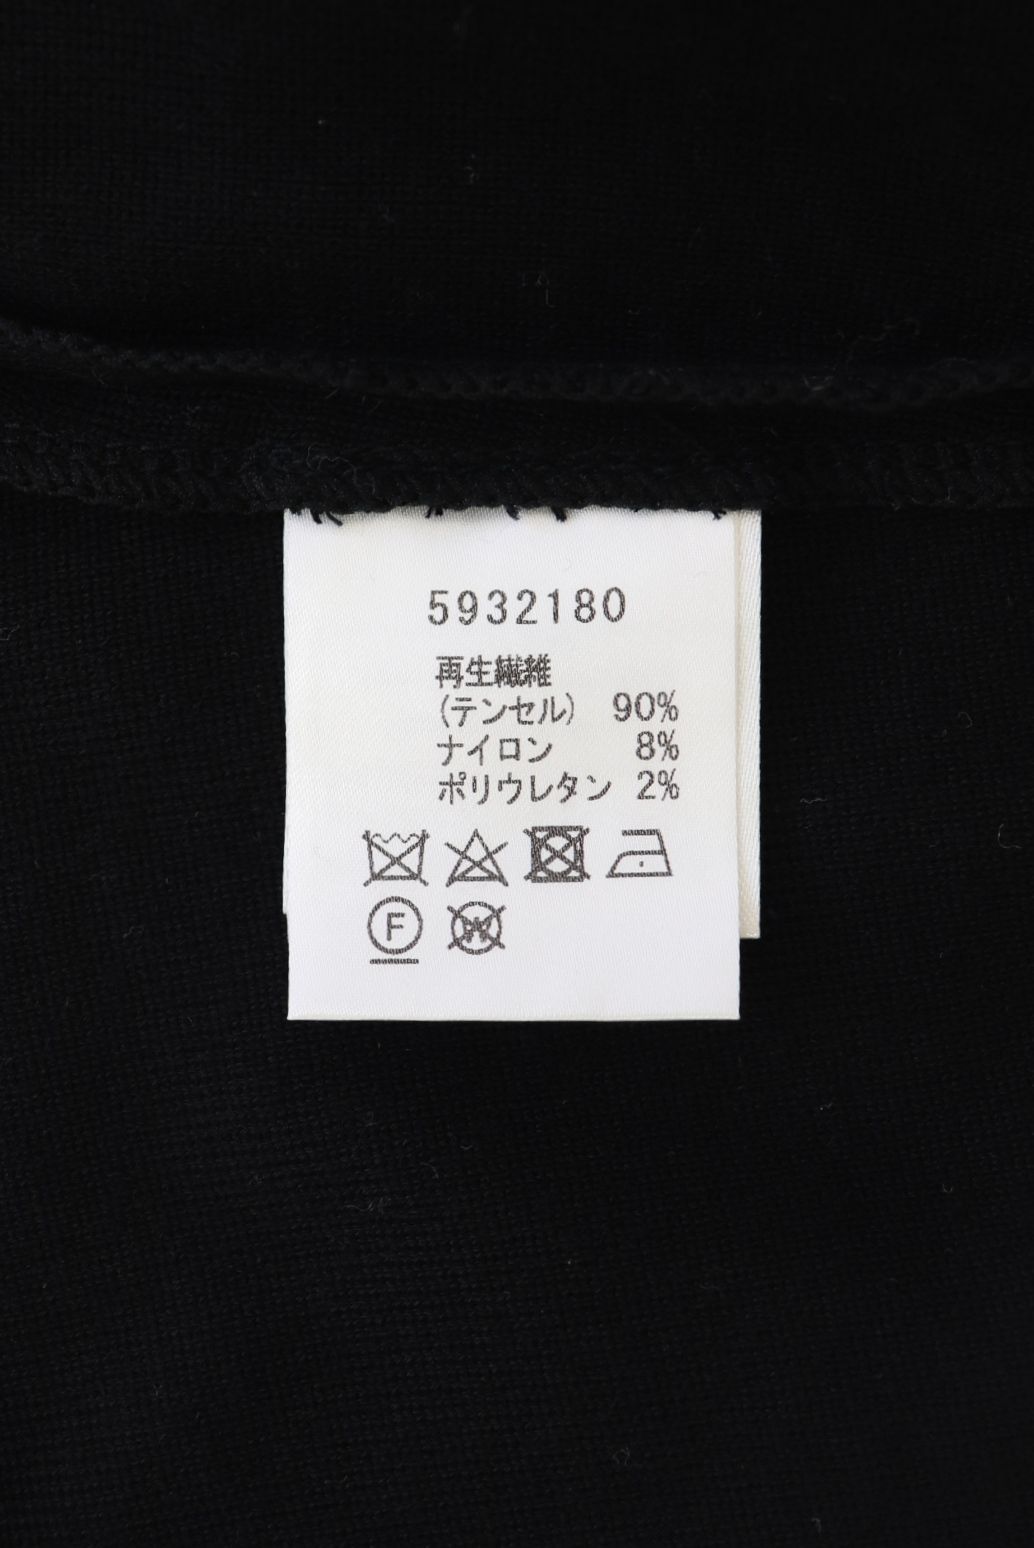 5932180
再生繊維
(テンセル) 90%
ナイロン 8%
ポリウレタン 2%
F W